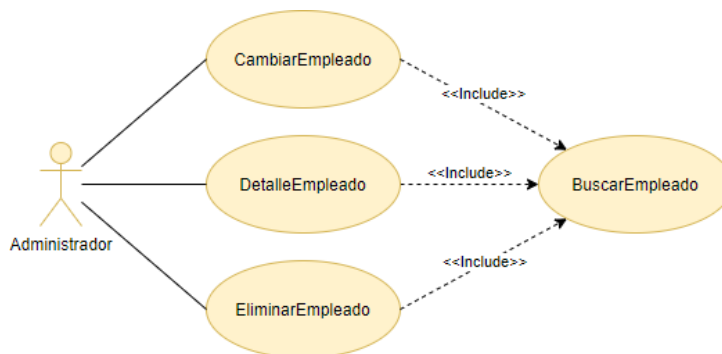 CambiarEmpleado
<<Include>>
DetalleEmpleado
<<Include>>
BuscarEmpleado
Administrador
<<Include>>
EliminarEmpleado